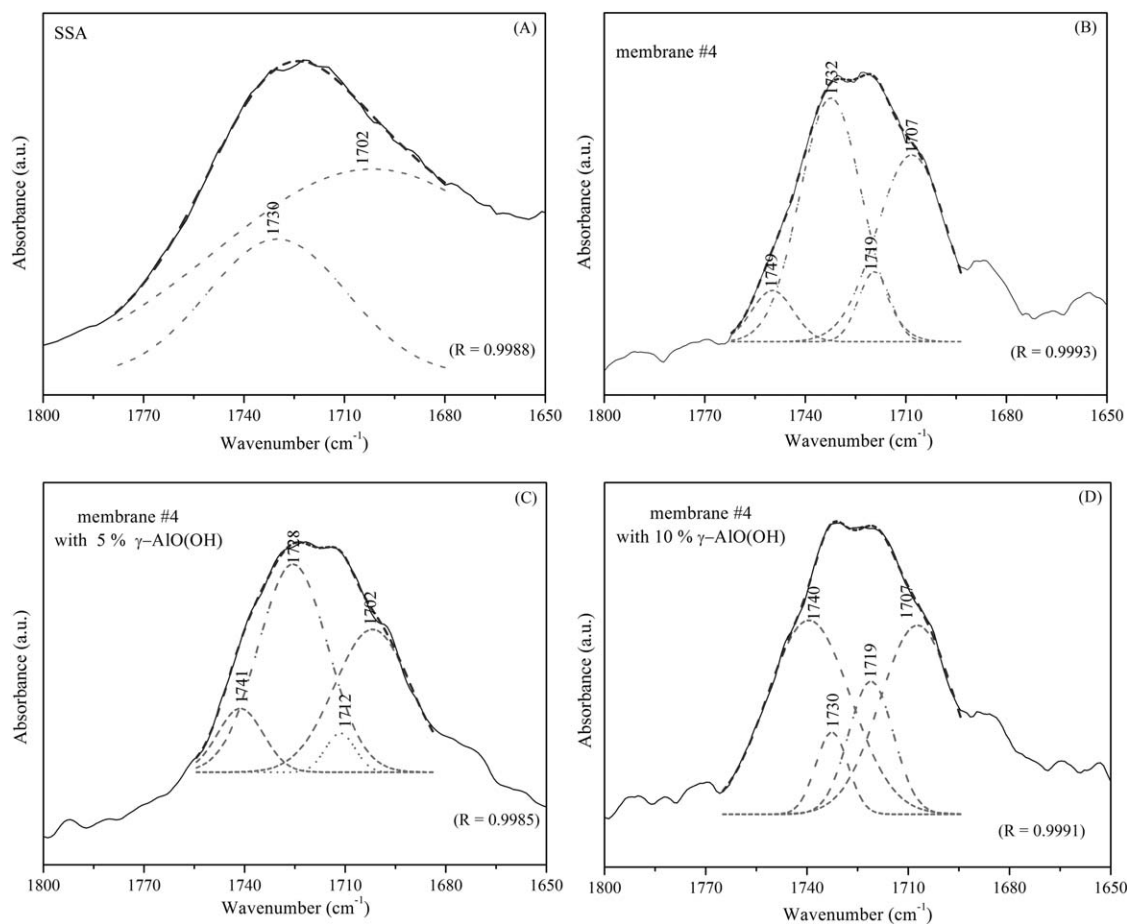 SSA
(A)
1702
1730
(R = 0.9988)
Absorbance (a.u.)
1800 1770 1740 1710 1680 1650
Wavenumber (cm⁻¹)
(B)
membrane #4
1732
1707
1719
1749
(R = 0.9993)
Absorbance (a.u.)
1800 1770 1740 1710 1680 1650
Wavenumber (cm⁻¹)
(C)
membrane #4
with 5 % γ–AlO(OH)
1728
1702
1741
1712
(R = 0.9985)
Absorbance (a.u.)
1800 1770 1740 1710 1680 1650
Wavenumber (cm⁻¹)
(D)
membrane #4
with 10 % γ–AlO(OH)
1740
1707
1719
1730
(R = 0.9991)
Absorbance (a.u.)
1800 1770 1740 1710 1680 1650
Wavenumber (cm⁻¹)